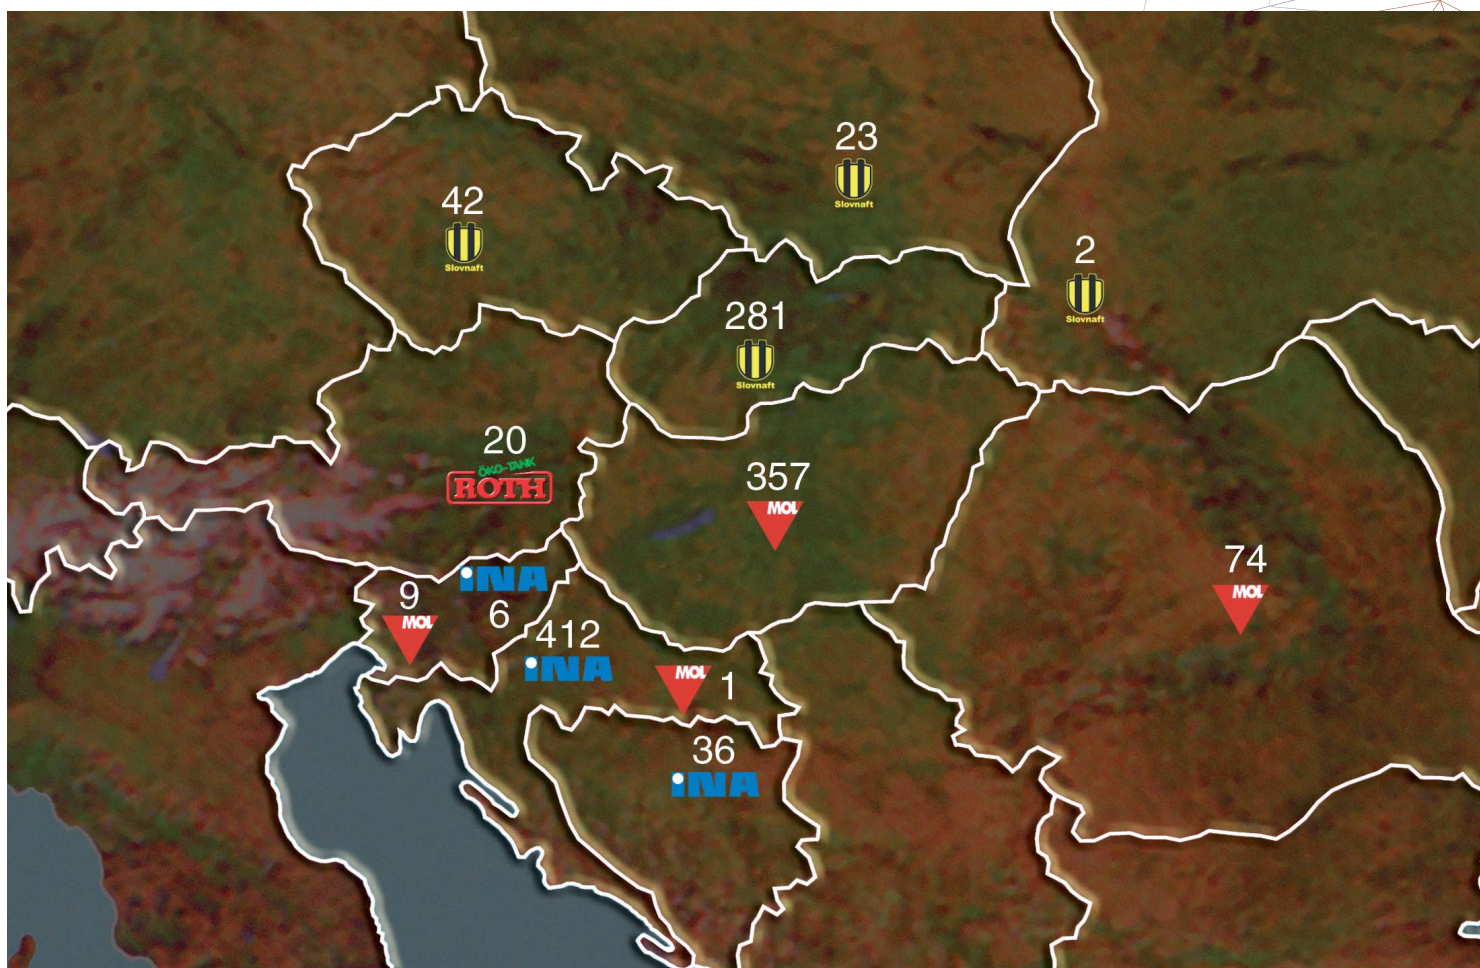 23
Slovnaft
42
Slovnaft
2
Slovnaft
281
Slovnaft
20
ÖKO-TANK
ROTH
357
MOL
74
MOL
INA
6
9
MOL
412
INA
MOL
1
36
INA